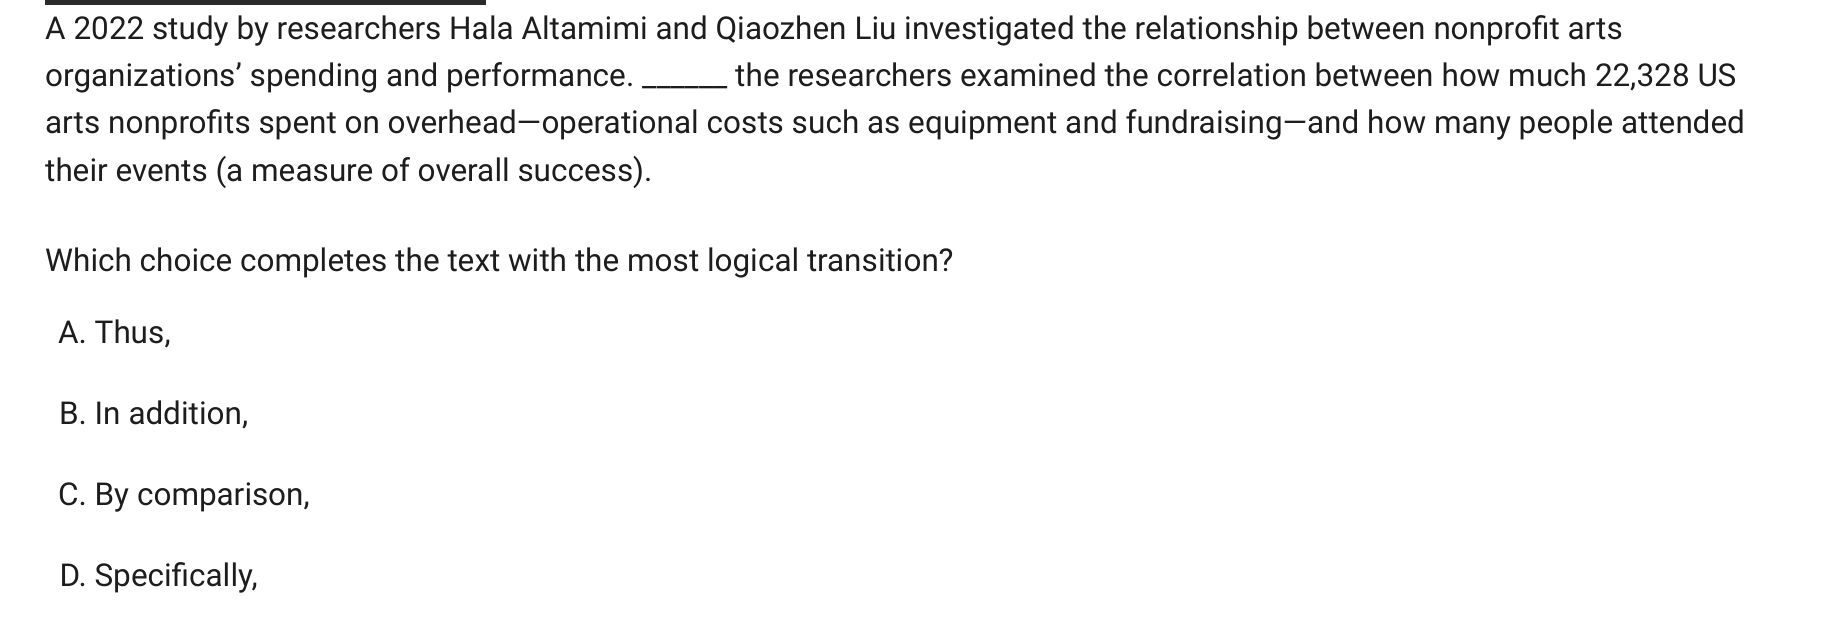 A 2022 study by researchers Hala Altamimi and Qiaozhen Liu investigated the relationship between nonprofit arts
organizations’ spending and performance. ______ the researchers examined the correlation between how much 22,328 US
arts nonprofits spent on overhead—operational costs such as equipment and fundraising—and how many people attended
their events (a measure of overall success).
Which choice completes the text with the most logical transition?
A. Thus,
B. In addition,
C. By comparison,
D. Specifically,